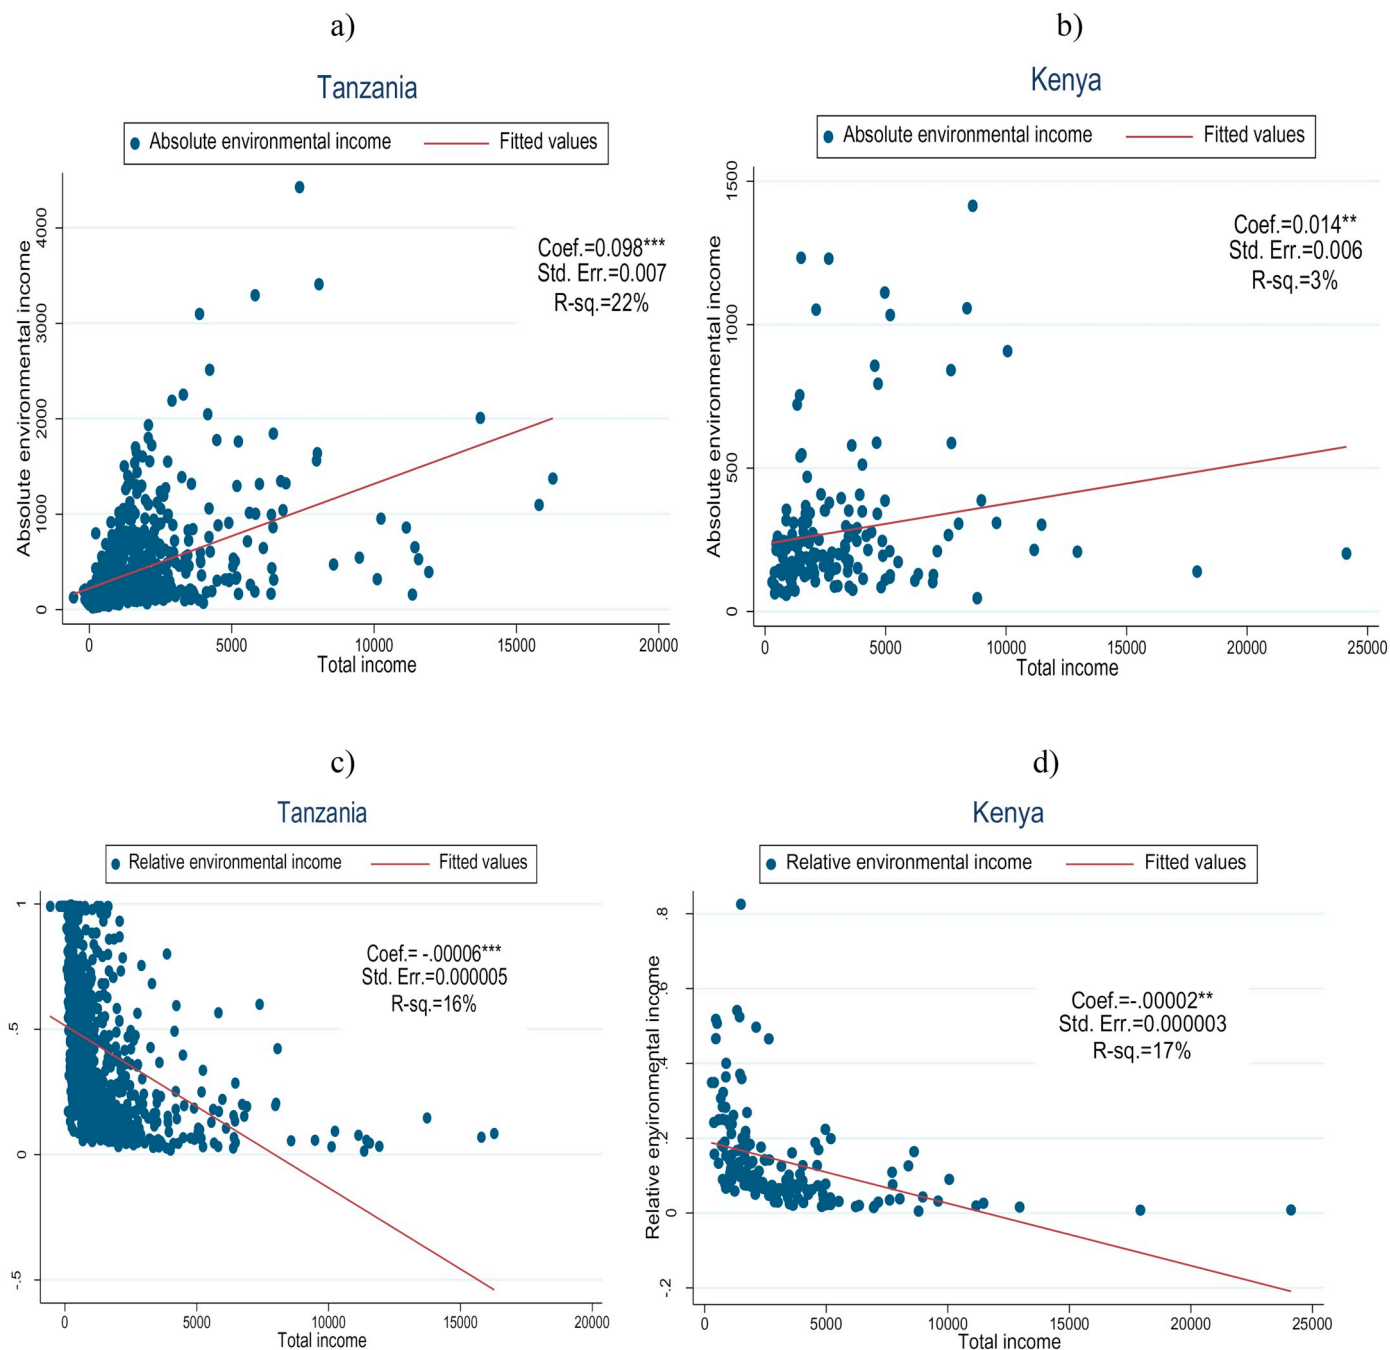 a)
Tanzania
Absolute environmental income Fitted values
Absolute environmental income
4000
3000
2000
1000
0
Coef.=0.098***
Std. Err.=0.007
R-sq.=22%
0 5000 10000 15000 20000
Total income
b)
Kenya
Absolute environmental income Fitted values
Absolute environmental income
1500
1000
500
0
Coef.=0.014**
Std. Err.=0.006
R-sq.=3%
0 5000 10000 15000 20000 25000
Total income
c)
Tanzania
Relative environmental income Fitted values
1
.5
0
-.5
Coef.= -.00006***
Std. Err.=0.000005
R-sq.=16%
0 5000 10000 15000 20000
Total income
d)
Kenya
Relative environmental income Fitted values
Relative environmental income
.8
.6
.4
.2
0
-.2
Coef.=-.00002**
Std. Err.=0.000003
R-sq.=17%
0 5000 10000 15000 20000 25000
Total income